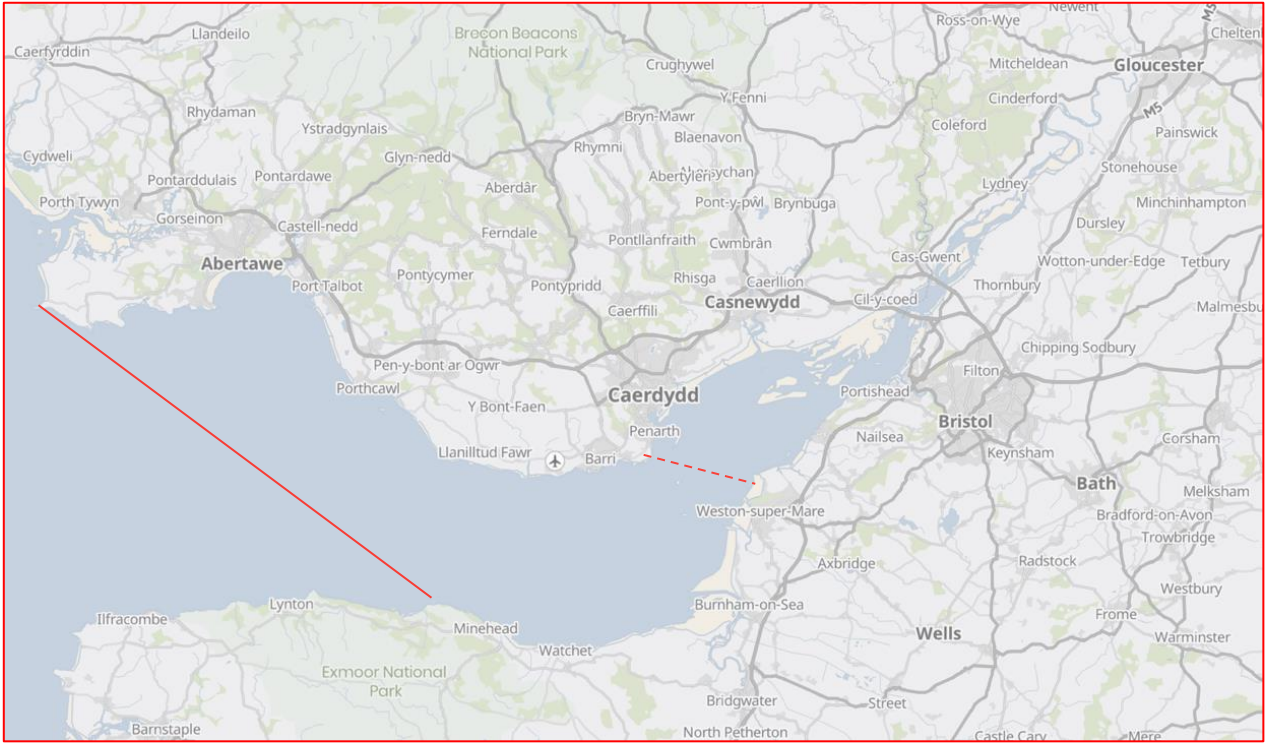 Newent
Llandeilo
Ross-on-Wye
M5
Brecon Beacons
National Park
Caerfyrddin
Crughywel
Mitcheldean
Gloucester
Y Fenni
Cinderford
M5
Rhydaman
Bryn-Mawr
Ystradgynlais
Blaenavon
Coleford
Painswick
Cydweli
Glyn-nedd
Rhymni
Stonehouse
Pontarddulais
Pontawardawe
Aberdâr
Lydney
Porth Tywyn
Pont-y-pŵl
Brynbuga
Minchinhampton
Gorseinon
Castell-nedd
Ferndale
Pontllanfraith
Cwmbrân
Dursley
Abertawe
Cas-Gwent
Wotton-under-Edge
Tetbury
Port Talbot
Pontycymer
Pontypridd
Rhisga
Caerllion
Thornbury
Caerffili
Casnewydd
Cil-y-coed
Pen-y-bont ar Ogwr
Chipping Sodbury
Porthcawl
Caerdydd
Filton
Portishead
Y Bont-Faen
Bristol
Penarth
Nailsea
Corsham
Llanilltud Fawr
Barri
Keynsham
Bath
Melksham
Weston-super-Mare
Bradford-on-Avon
Trowbridge
Axbridge
Radstock
Westbury
Lynton
Burnham-on-Sea
Ilfracombe
Frome
Minehead
Wells
Warminster
Watchet
Exmoor National
Park
Bridgwater
Street
Barnstaple
North Petherton
Castle Cary
Mere